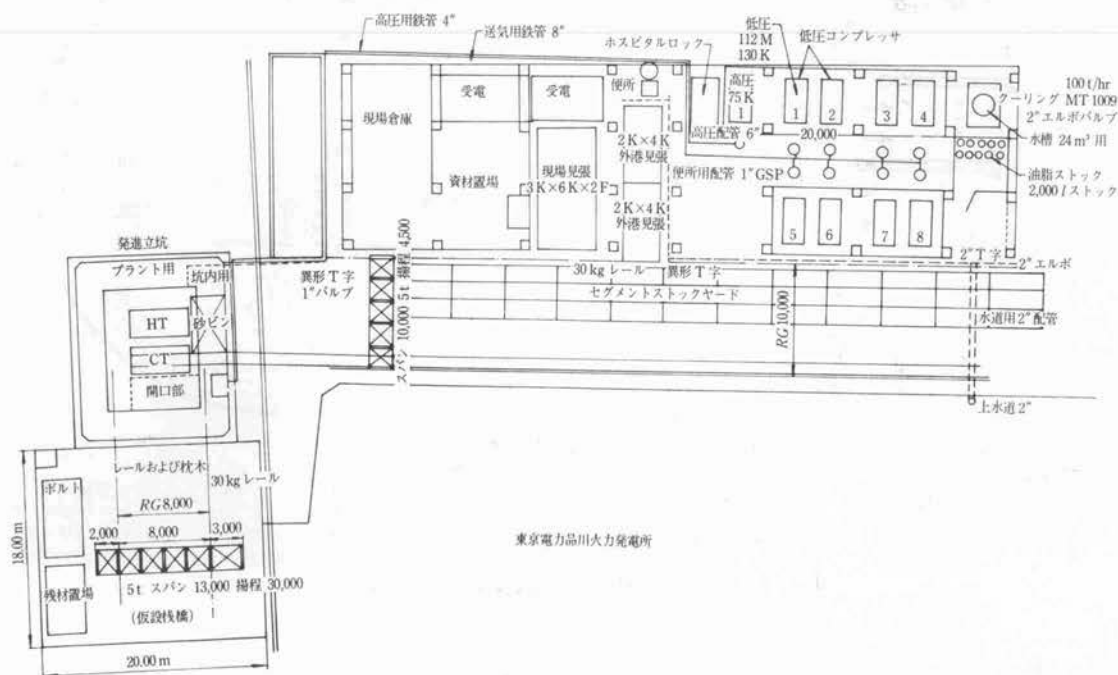 高圧用鉄管 4″
送気用鉄管 8″
ホスピタルロック
低圧
112 M
130 K
低圧コンプレッサ
100 t/hr
クーリング MT 1009
2″エルボバルブ
水槽 24 m³ 用
油脂ストック
2,000 l ストック
現場倉庫
受電
受電
便所
高圧
75 K
1
1
2
3
4
高圧配管 6″
20,000
2 K×4 K
外港見張
資材置場
現場見張
3 K×6 K×2 F
便所用配管 1″GSP
2 K×4 K
外港見張
5
6
7
8
発進立坑
プラント用
坑内用
異形 T 字
1″バルブ
スパン 10,000 5t 揚程 4,500
30 kg レール
異形 T 字
2″T 字
2″エルボ
セグメントストックヤード
RG 10,000
水道用 2″配管
上水道 2″
HT
砂ビン
CT
開口部
レールおよび枕木
30 kg レール
ボルト
RG 8,000
2,000
8,000
3,000
18.00 m
残材置場
5 t スパン 13,000 揚程 30,000
(仮設桟橋)
20.00 m
東京電力品川火力発電所